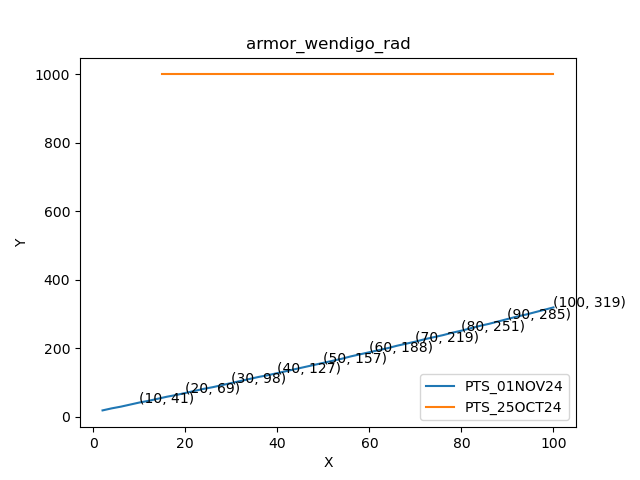 armor_wendigo_rad
1000
800
600
400
200
0
Y
(10, 41)
(20, 69)
(30, 98)
(40, 127)
(50, 157)
(60, 188)
(70, 219)
(80, 251)
(90, 285)
(100, 319)
PTS_01NOV24
PTS_25OCT24
0 20 40 60 80 100
X